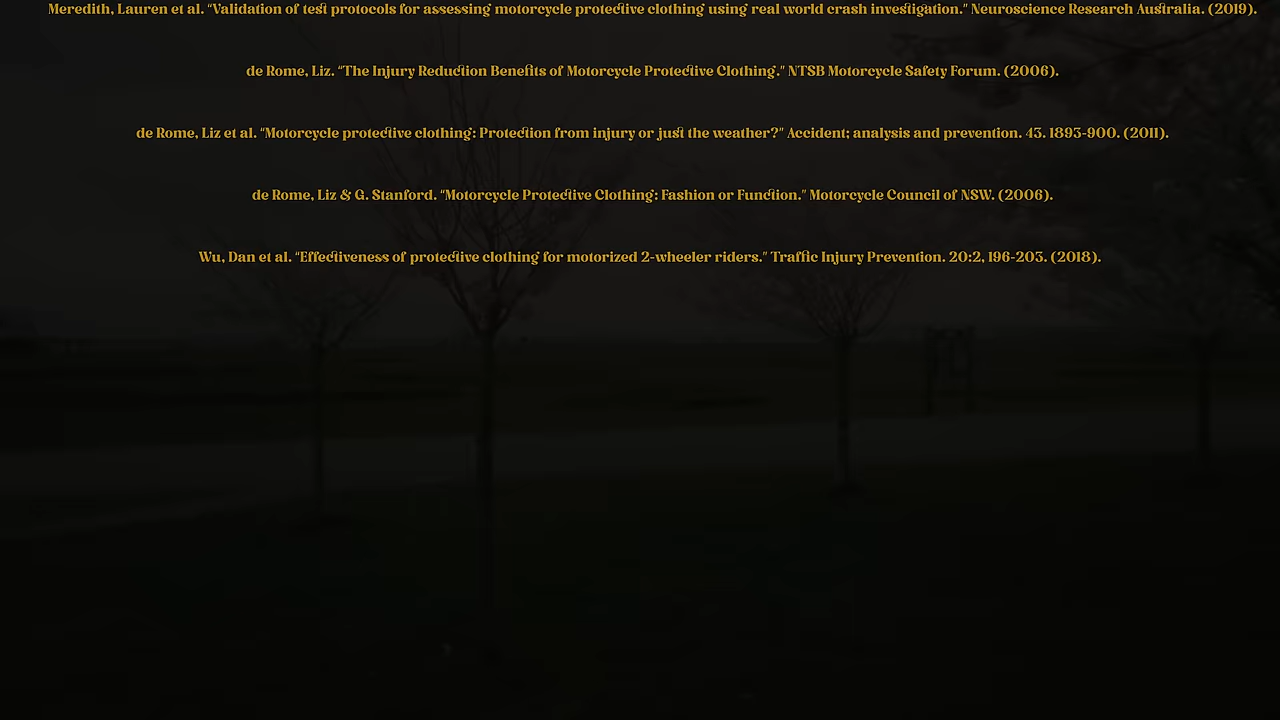 Meredith, Lauren et al. "Validation of test protocols for assessing motorcycle protective clothing using real world crash investigation." Neuroscience Research Australia. (2019).
de Rome, Liz. "The Injury Reduction Benefits of Motorcycle Protective Clothing." NTSB Motorcycle Safety Forum. (2006).
de Rome, Liz et al. "Motorcycle protective clothing: Protection from injury or just the weather?" Accident; analysis and prevention. 43. 1893-900. (2011).
de Rome, Liz & G. Stanford. "Motorcycle Protective Clothing: Fashion or Function." Motorcycle Council of NSW. (2006).
Wu, Dan et al. "Effectiveness of protective clothing for motorized 2-wheeler riders." Traffic Injury Prevention. 20:2, 196-203. (2018).